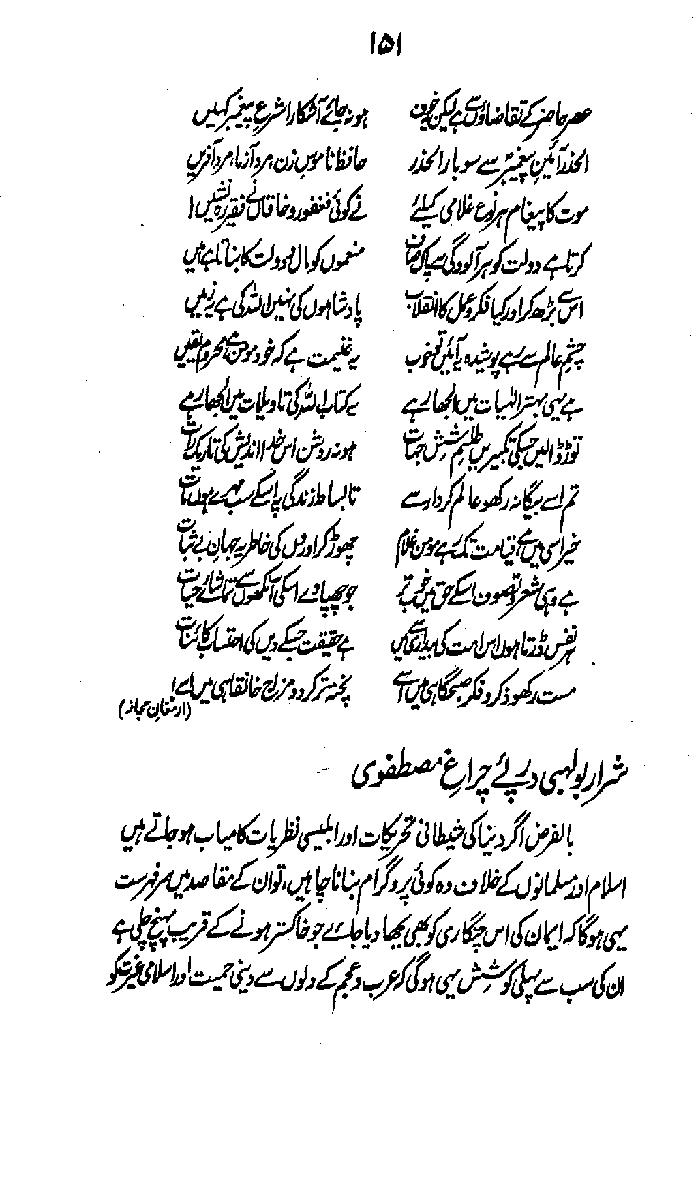 ۱۵۱
عصر حاضر کے تقاضاؤں سے ہے لیکن یہ خوف ہو نہ جائے آشکارا شرع پیغمبر کہیں
الحذر آئینِ پیغمبر سے سو بار الحذر حافظ ناموس زن، مرد آزما، مرد آفریں
موت کا پیغام ہر نوع غلامی کیلئے نے کوئی فغفور و خاقاں نے فقیر رہ نشیں!
کرتا ہے دولت کو ہر آلودگی سے پاک صاف منعموں کو مال و دولت کا بناتا ہے امیں
اس سے بڑھ کر اور کیا فکر و عمل کا انقلاب پادشاہوں کی نہیں اللہ کی ہے یہ زمیں
چشم عالم سے رہے پوشیدہ یہ آئیں تو خوب یہ غنیمت ہے کہ خود مومن ہے محروم یقیں
ہے یہی بہتر الٰہیات میں الجھا رہے یہ کتاب اللہ کی تاویلات میں الجھا رہے
توڑ ڈالیں جسکی تکبیریں طلسم شش جہات ہو نہ روشن اس خدا اندیش کی تاریک رات
تم اسے بیگانہ رکھو عالم کردار سے تا بساط زندگی پہ اسکے سب مہرے ہوں مات
خیر اسی میں ہے قیامت تک رہے مومن غلام چھوڑ کر اوروں کی خاطر یہ جہان بے ثبات
ہے وہی شعر و تصوف اسکے حق میں خوب تر جو چھپا دے اسکی آنکھوں سے تماشائے حیات
ہر نفس ڈرتا ہوں اس امت کی بیداری سے میں ہے حقیقت جسکے دیں کی احتساب کائنات
مست رکھو ذکر و فکر صبحگاہی میں اسے پختہ تر کر دو مزاج خانقاہی میں اسے!
(ارمغانِ حجاز)
شرار بولہبی درپئے چراغِ مصطفوی
بالفرض اگر دنیا کی شیطانی تحریکات اور ابلیسی نظریات کامیاب ہو جاتے ہیں
اسلام اور مسلمانوں کے خلاف وہ کوئی پروگرام بنانا چاہیں، تو ان کے مقاصد میں سر فہرست
یہی ہوگا کہ ایمان کی اس چنگاری کو بھی بجھا دیا جائے جو خاکستر ہونے کے قریب پہنچ چلی ہے
ان کی سب سے پہلی کوشش یہی ہوگی کہ عرب و عجم کے دلوں سے دینی حمیت اور اسلامی غیرت کو